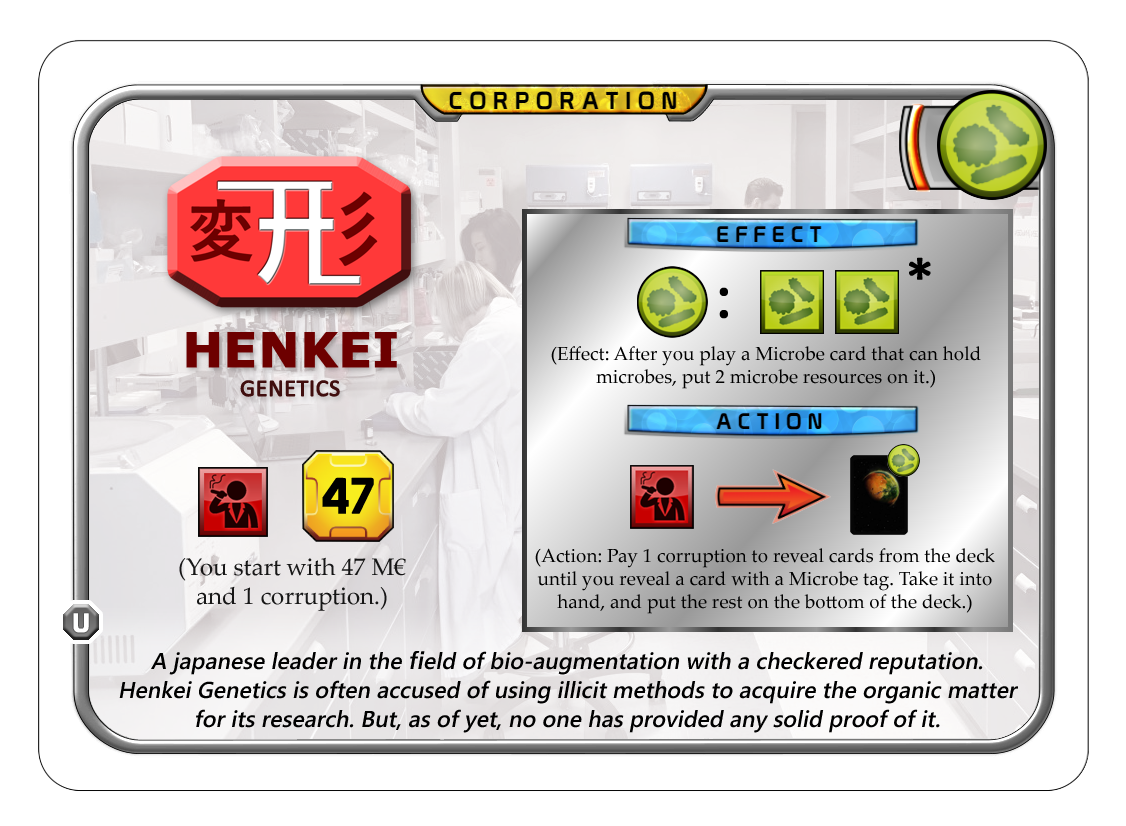 CORPORATION
変形
HENKEI
GENETICS
47
(You start with 47 M€
and 1 corruption.)
EFFECT
: *
(Effect: After you play a Microbe card that can hold
microbes, put 2 microbe resources on it.)
ACTION
(Action: Pay 1 corruption to reveal cards from the deck
until you reveal a card with a Microbe tag. Take it into
hand, and put the rest on the bottom of the deck.)
U
A japanese leader in the field of bio-augmentation with a checkered reputation.
Henkei Genetics is often accused of using illicit methods to acquire the organic matter
for its research. But, as of yet, no one has provided any solid proof of it.